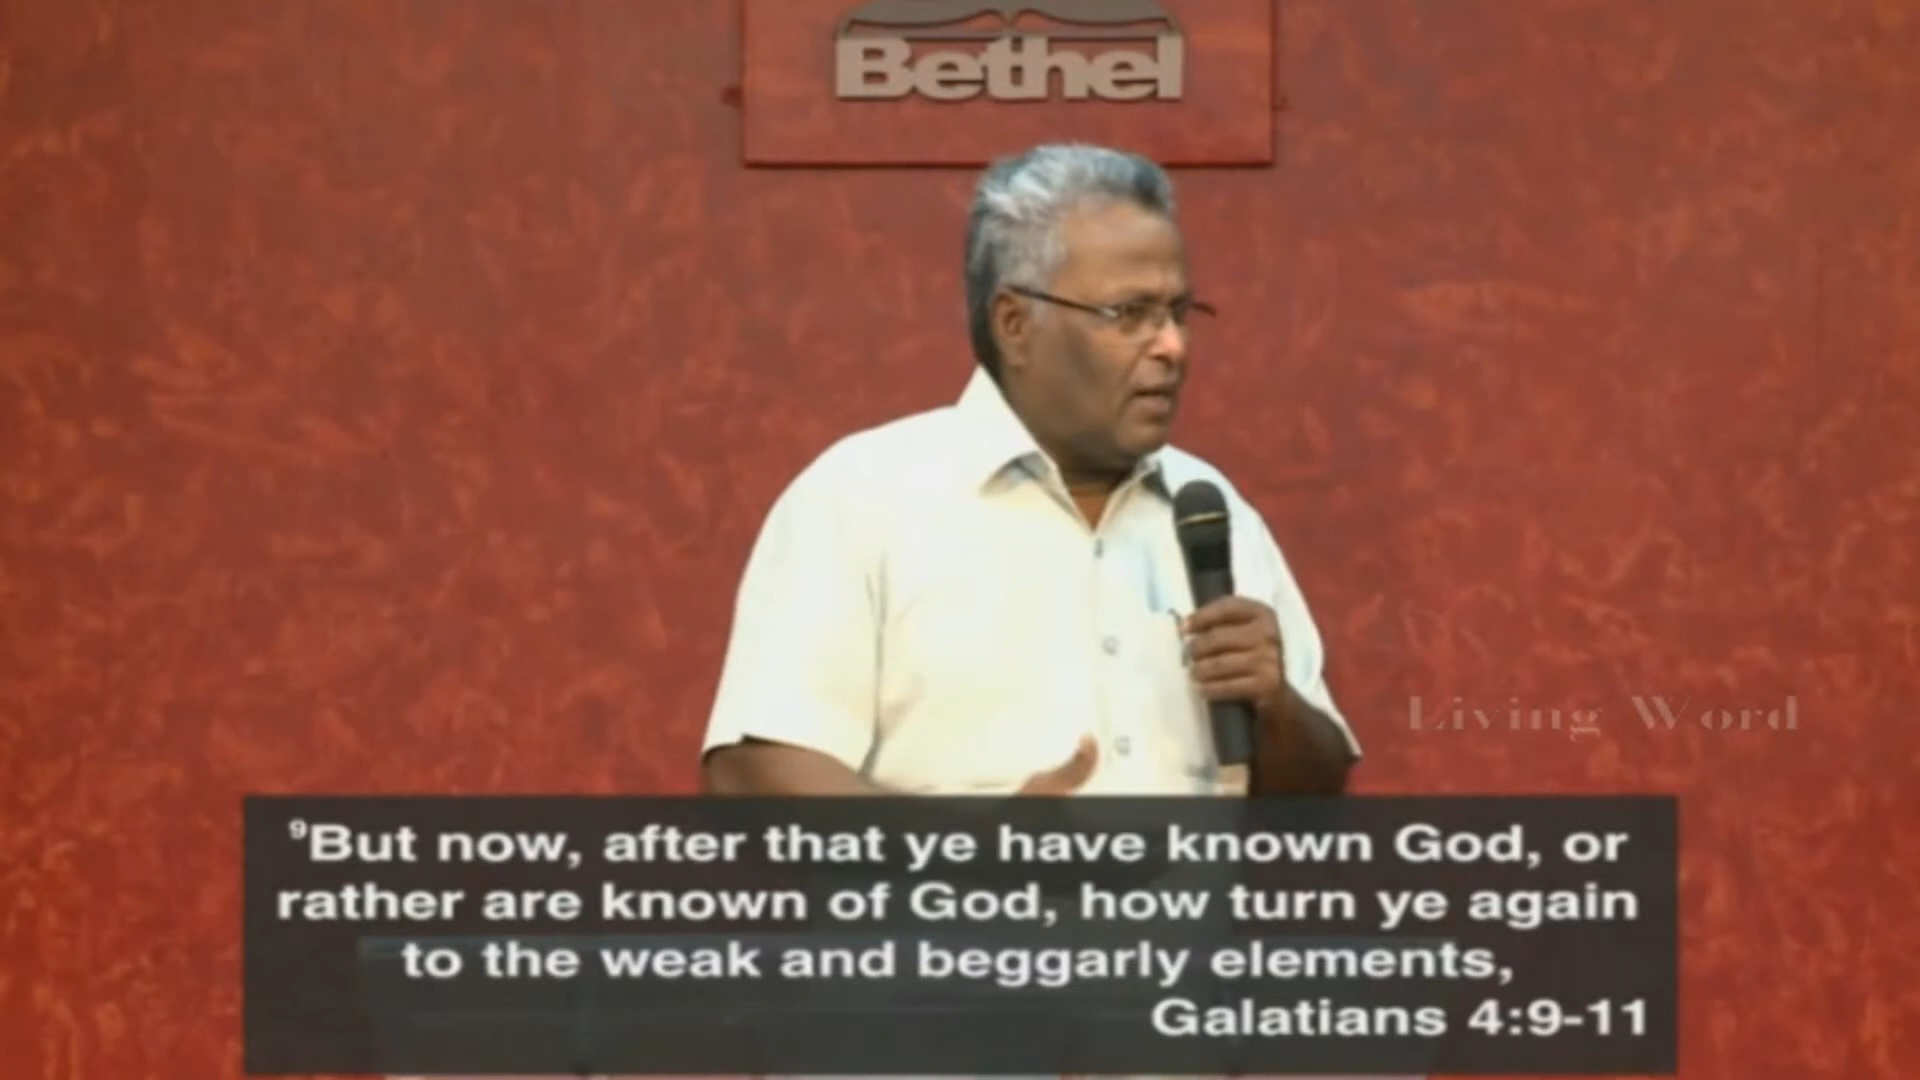 Bethel
Living Word
⁹But now, after that ye have known God, or
rather are known of God, how turn ye again
to the weak and beggarly elements,
Galatians 4:9-11